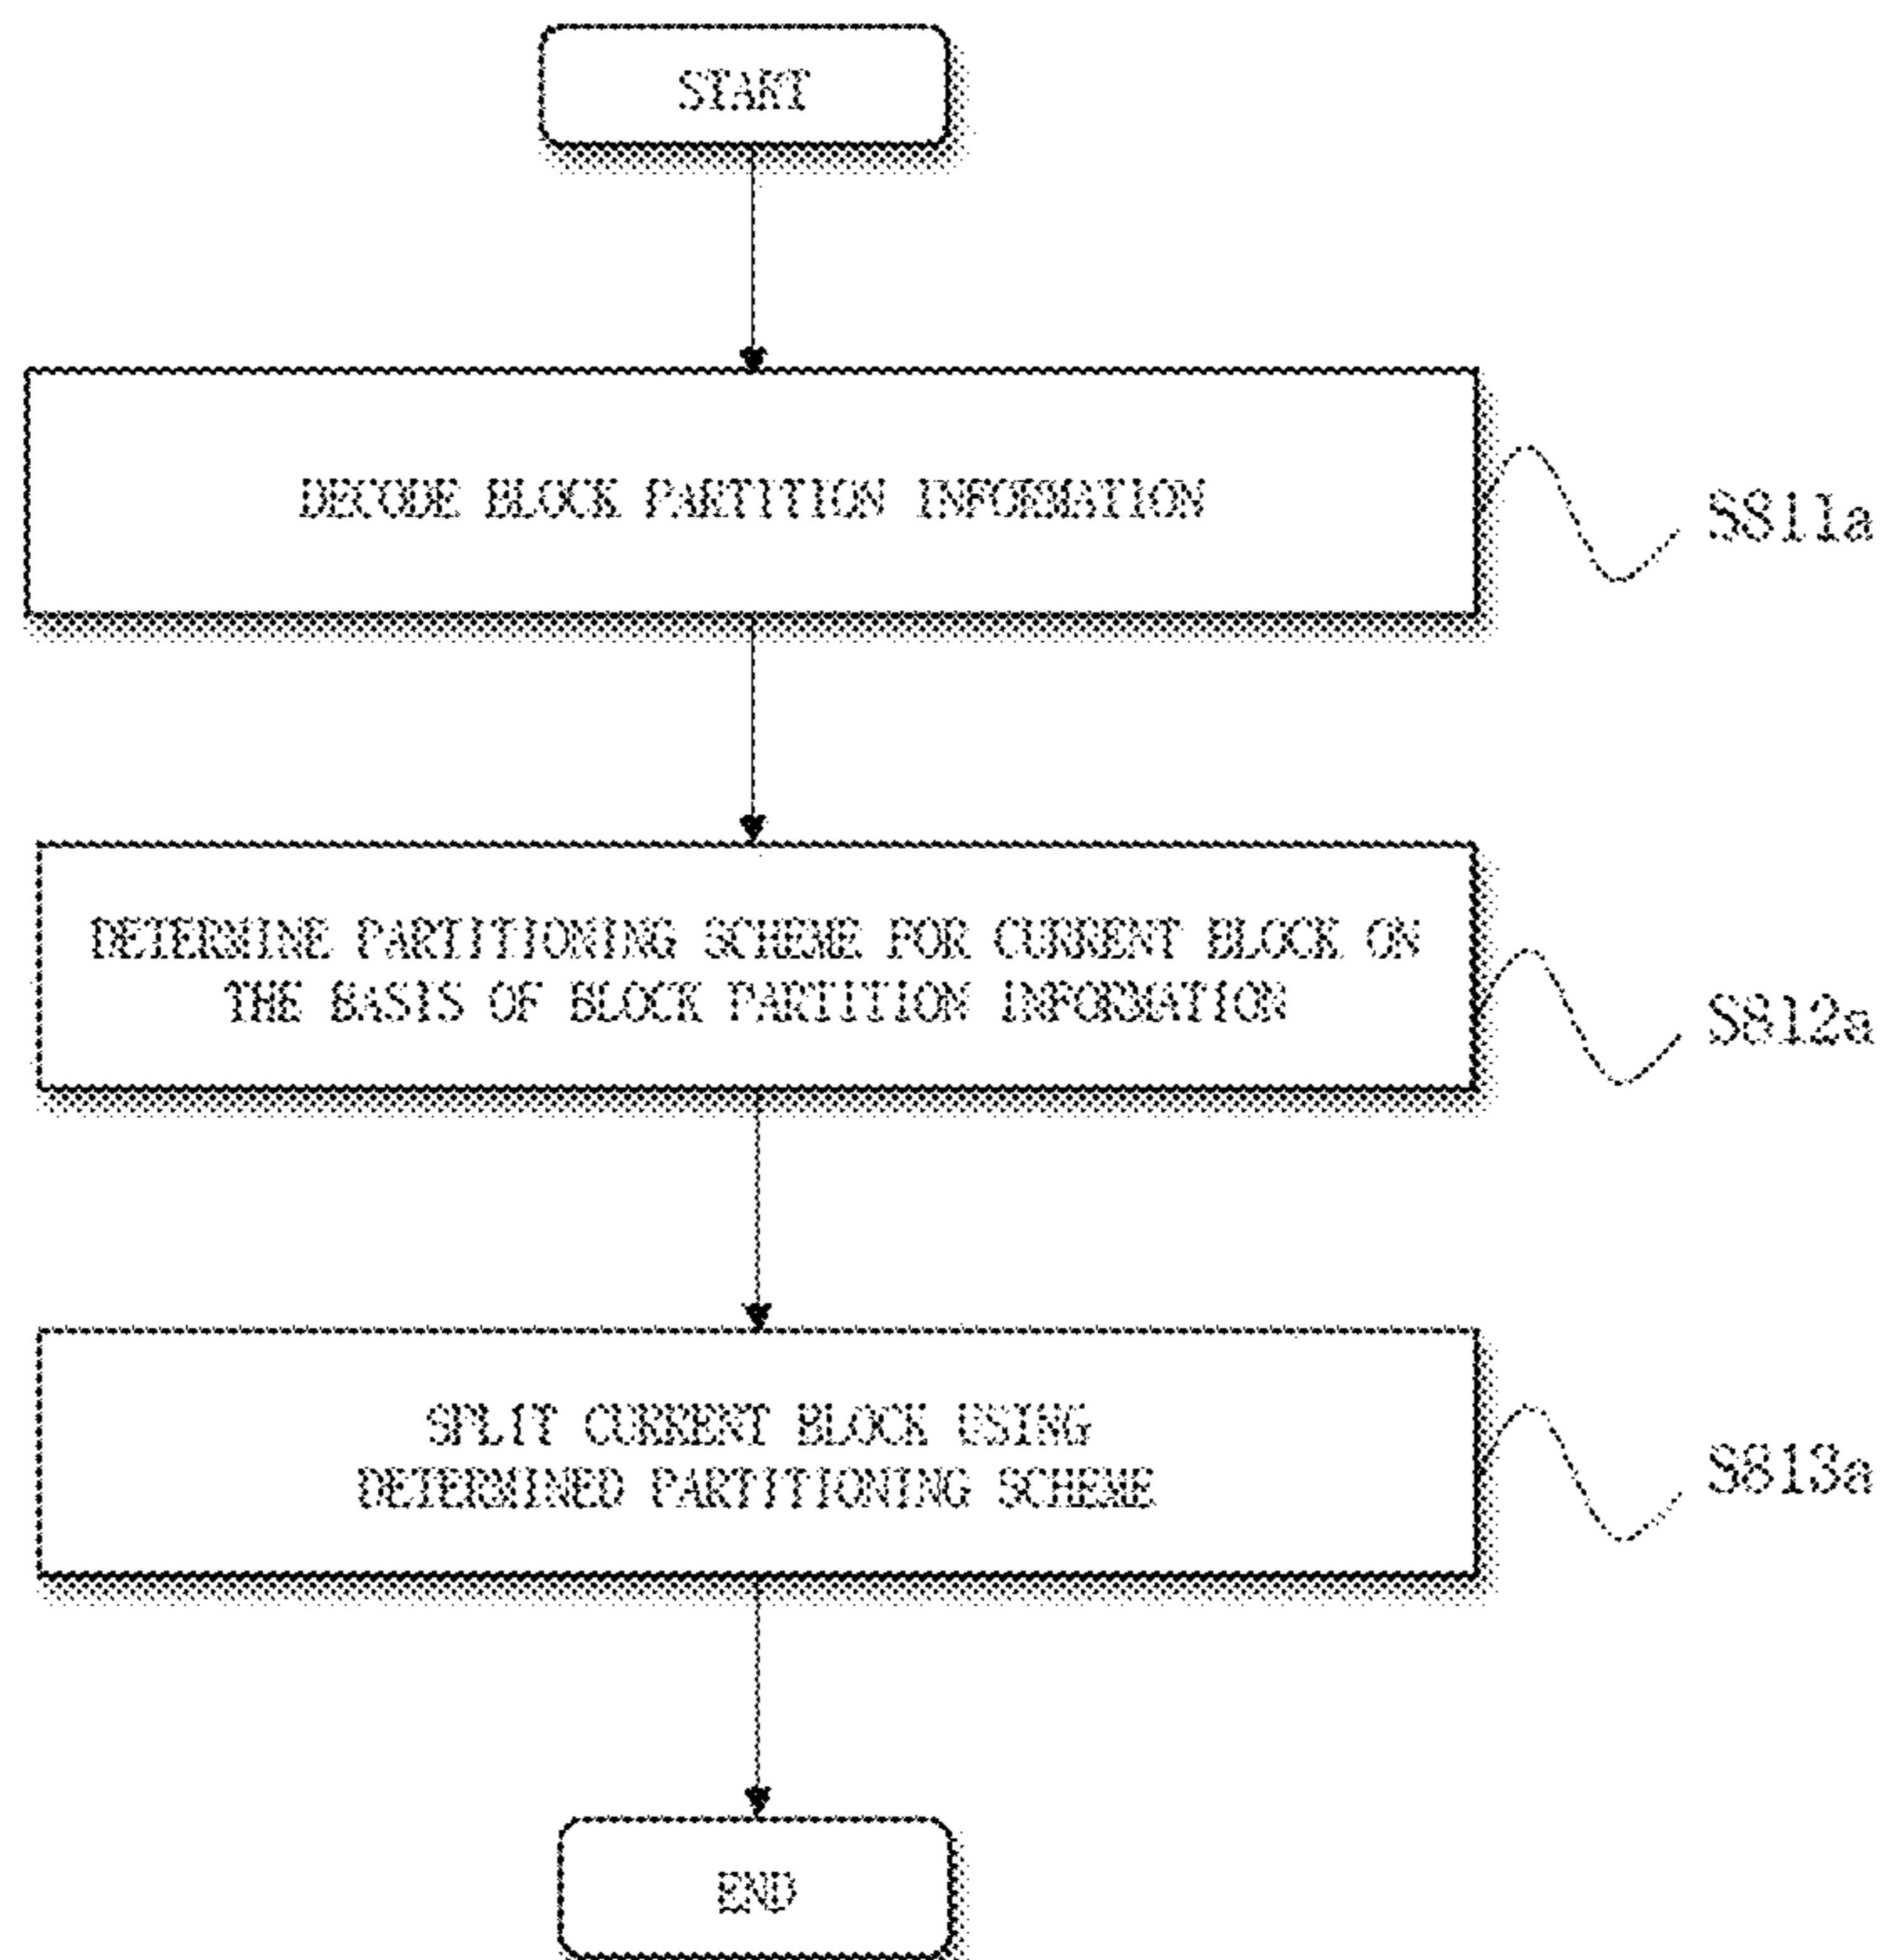 START
DECODE BLOCK PARTITION INFORMATION
S811a
DETERMINE PARTITIONING SCHEME FOR CURRENT BLOCK ON
THE BASIS OF BLOCK PARTITION INFORMATION
S812a
SPLIT CURRENT BLOCK USING
DETERMINED PARTITIONING SCHEME
S813a
END